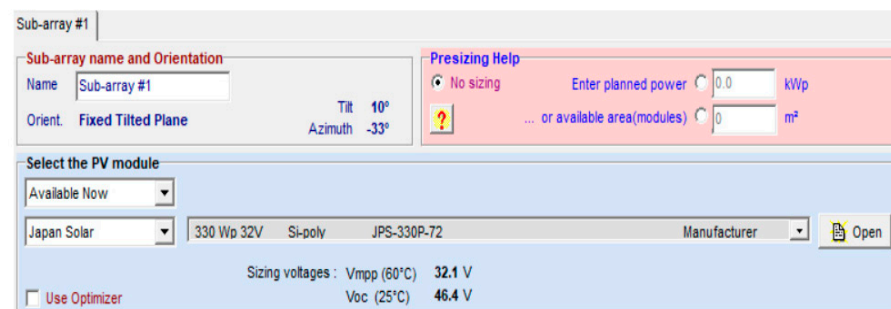 Sub-array #1
Sub-array name and Orientation
Name Sub-array #1
Orient. Fixed Tilted Plane
Tilt 10°
Azimuth -33°
Presizing Help
No sizing
Enter planned power 0.0 kWp
? ... or available area(modules) 0 m²
Select the PV module
Available Now
Japan Solar 330 Wp 32V Si-poly JPS-330P-72 Manufacturer Open
Sizing voltages : Vmpp (60°C) 32.1 V
Use Optimizer Voc (25°C) 46.4 V